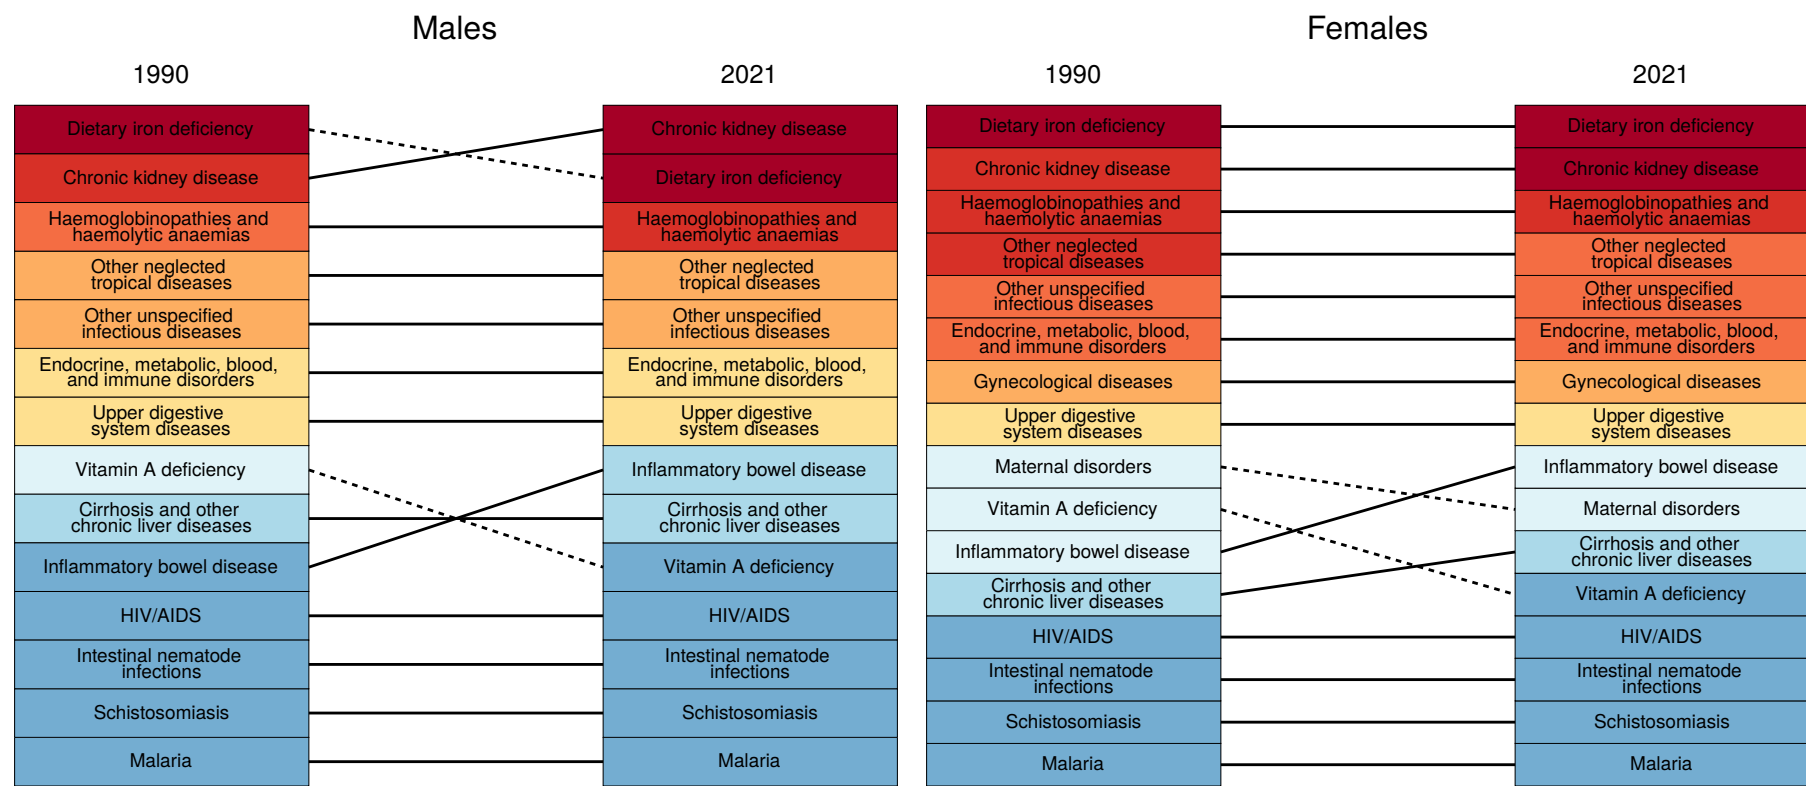 Males
1990
2021
Dietary iron deficiency
Chronic kidney disease
Haemoglobinopathies and
haemolytic anaemias
Other neglected
tropical diseases
Other unspecified
infectious diseases
Endocrine, metabolic, blood,
and immune disorders
Upper digestive
system diseases
Vitamin A deficiency
Cirrhosis and other
chronic liver diseases
Inflammatory bowel disease
HIV/AIDS
Intestinal nematode
infections
Schistosomiasis
Malaria
Chronic kidney disease
Dietary iron deficiency
Haemoglobinopathies and
haemolytic anaemias
Other neglected
tropical diseases
Other unspecified
infectious diseases
Endocrine, metabolic, blood,
and immune disorders
Upper digestive
system diseases
Inflammatory bowel disease
Cirrhosis and other
chronic liver diseases
Vitamin A deficiency
HIV/AIDS
Intestinal nematode
infections
Schistosomiasis
Malaria
Females
1990
2021
Dietary iron deficiency
Chronic kidney disease
Haemoglobinopathies and
haemolytic anaemias
Other neglected
tropical diseases
Other unspecified
infectious diseases
Endocrine, metabolic, blood,
and immune disorders
Gynecological diseases
Upper digestive
system diseases
Maternal disorders
Vitamin A deficiency
Inflammatory bowel disease
Cirrhosis and other
chronic liver diseases
HIV/AIDS
Intestinal nematode
infections
Schistosomiasis
Malaria
Dietary iron deficiency
Chronic kidney disease
Haemoglobinopathies and
haemolytic anaemias
Other neglected
tropical diseases
Other unspecified
infectious diseases
Endocrine, metabolic, blood,
and immune disorders
Gynecological diseases
Upper digestive
system diseases
Inflammatory bowel disease
Maternal disorders
Cirrhosis and other
chronic liver diseases
Vitamin A deficiency
HIV/AIDS
Intestinal nematode
infections
Schistosomiasis
Malaria